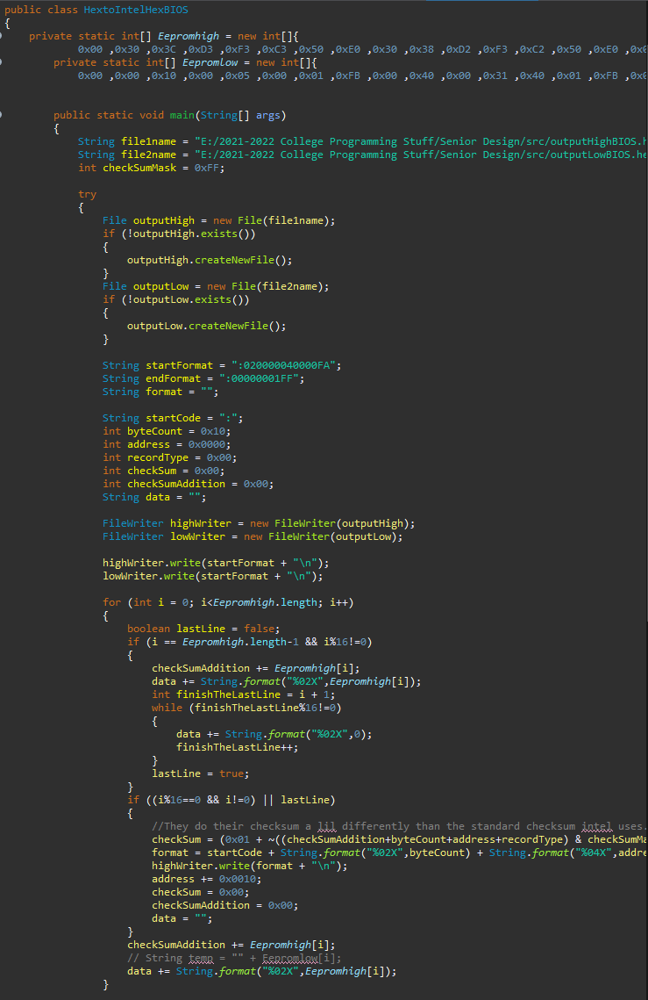 public class HextoIntelHexBIOS
{
private static int[] Eepromhigh = new int[]{
0x00 ,0x30 ,0x3C ,0xD3 ,0xF3 ,0xC3 ,0x50 ,0xE0 ,0x30 ,0x38 ,0xD2 ,0xF3 ,0xC2 ,0x50 ,0xE0
private static int[] Eepromlow = new int[]{
0x00 ,0x00 ,0x10 ,0x00 ,0x05 ,0x00 ,0x01 ,0xFB ,0x00 ,0x40 ,0x00 ,0x31 ,0x40 ,0x01 ,0xFB
public static void main(String[] args)
{
String file1name = "E:/2021-2022 College Programming Stuff/Senior Design/src/outputHighBIOS.h
String file2name = "E:/2021-2022 College Programming Stuff/Senior Design/src/outputLowBIOS.he
int checkSumMask = 0xFF;
try
{
File outputHigh = new File(file1name);
if (!outputHigh.exists())
{
outputHigh.createNewFile();
}
File outputLow = new File(file2name);
if (!outputLow.exists())
{
outputLow.createNewFile();
}
String startFormat = ":020000040000FA";
String endFormat = ":00000001FF";
String format = "";
String startCode = ":";
int byteCount = 0x10;
int address = 0x0000;
int recordType = 0x00;
int checkSum = 0x00;
int checkSumAddition = 0x00;
String data = "";
FileWriter highWriter = new FileWriter(outputHigh);
FileWriter lowWriter = new FileWriter(outputLow);
highWriter.write(startFormat + "\n");
lowWriter.write(startFormat + "\n");
for (int i = 0; i<Eepromhigh.length; i++)
{
boolean lastLine = false;
if (i == Eepromhigh.length-1 && i%16!=0)
{
checkSumAddition += Eepromhigh[i];
data += String.format("%02X",Eepromhigh[i]);
int finishTheLastLine = i + 1;
while (finishTheLastLine%16!=0)
{
data += String.format("%02X",0);
finishTheLastLine++;
}
lastLine = true;
}
if ((i%16==0 && i!=0) || lastLine)
{
//They do their checksum a lil differently than the standard checksum intel uses.
checkSum = (0x01 + ~((checkSumAddition+byteCount+address+recordType) & checkSumMa
format = startCode + String.format("%02X",byteCount) + String.format("%04X",addre
highWriter.write(format + "\n");
address += 0x0010;
checkSum = 0x00;
checkSumAddition = 0x00;
data = "";
}
checkSumAddition += Eepromhigh[i];
// String temp = "" + Eepromlow[i];
data += String.format("%02X",Eepromhigh[i]);
}